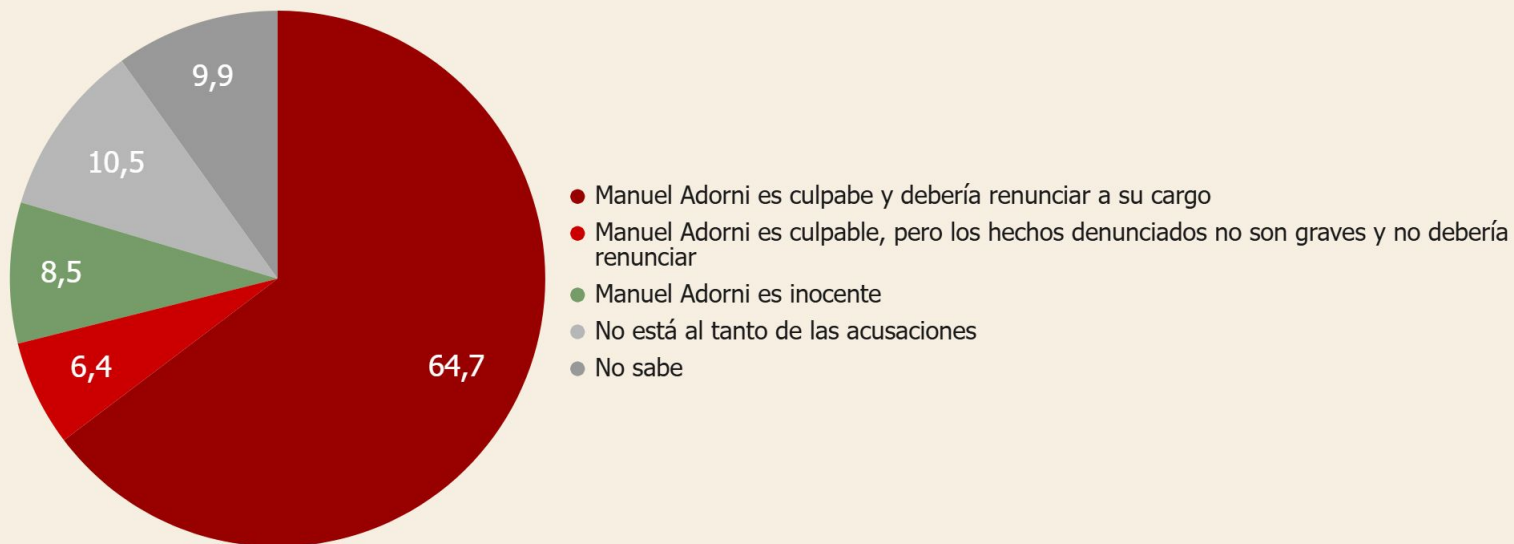 9,9
10,5
8,5
6,4
64,7
Manuel Adorni es culpabe y debería renunciar a su cargo
Manuel Adorni es culpable, pero los hechos denunciados no son graves y no debería
renunciar
Manuel Adorni es inocente
No está al tanto de las acusaciones
No sabe